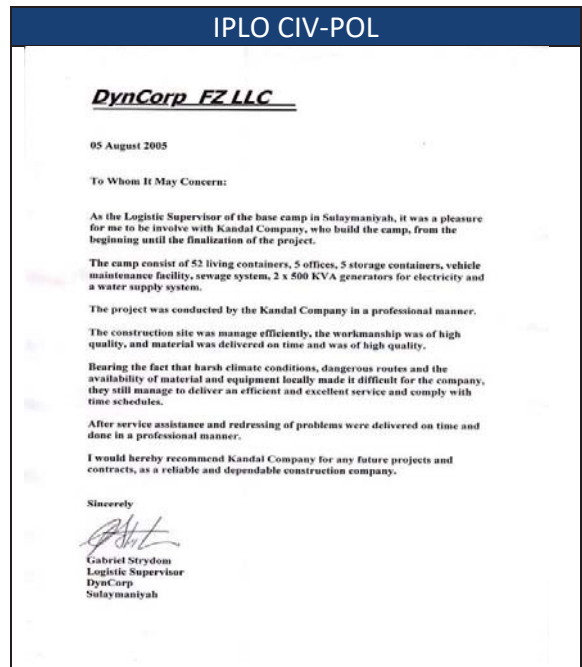 IPLO CIV-POL
DynCorp FZ LLC
05 August 2005
To Whom It May Concern:
As the Logistic Supervisor of the base camp in Sulaymaniyah, it was a pleasure
for me to be involve with Kandal Company, who build the camp, from the
beginning until the finalization of the project.
The camp consist of 52 living containers, 5 offices, 5 storage containers, vehicle
maintenance facility, sewage system, 2 x 500 KVA generators for electricity and
a water supply system.
The project was conducted by the Kandal Company in a professional manner.
The construction site was manage efficiently, the workmanship was of high
quality, and material was delivered on time and was of high quality.
Bearing the fact that harsh climate conditions, dangerous routes and the
availability of material and equipment locally made it difficult for the company,
they still manage to deliver an efficient and excellent service and comply with
time schedules.
After service assistance and redressing of problems were delivered on time and
done in a professional manner.
I would hereby recommend Kandal Company for any future projects and
contracts, as a reliable and dependable construction company.
Sincerely
Gabriel Strydom
Logistic Supervisor
DynCorp
Sulaymaniyah